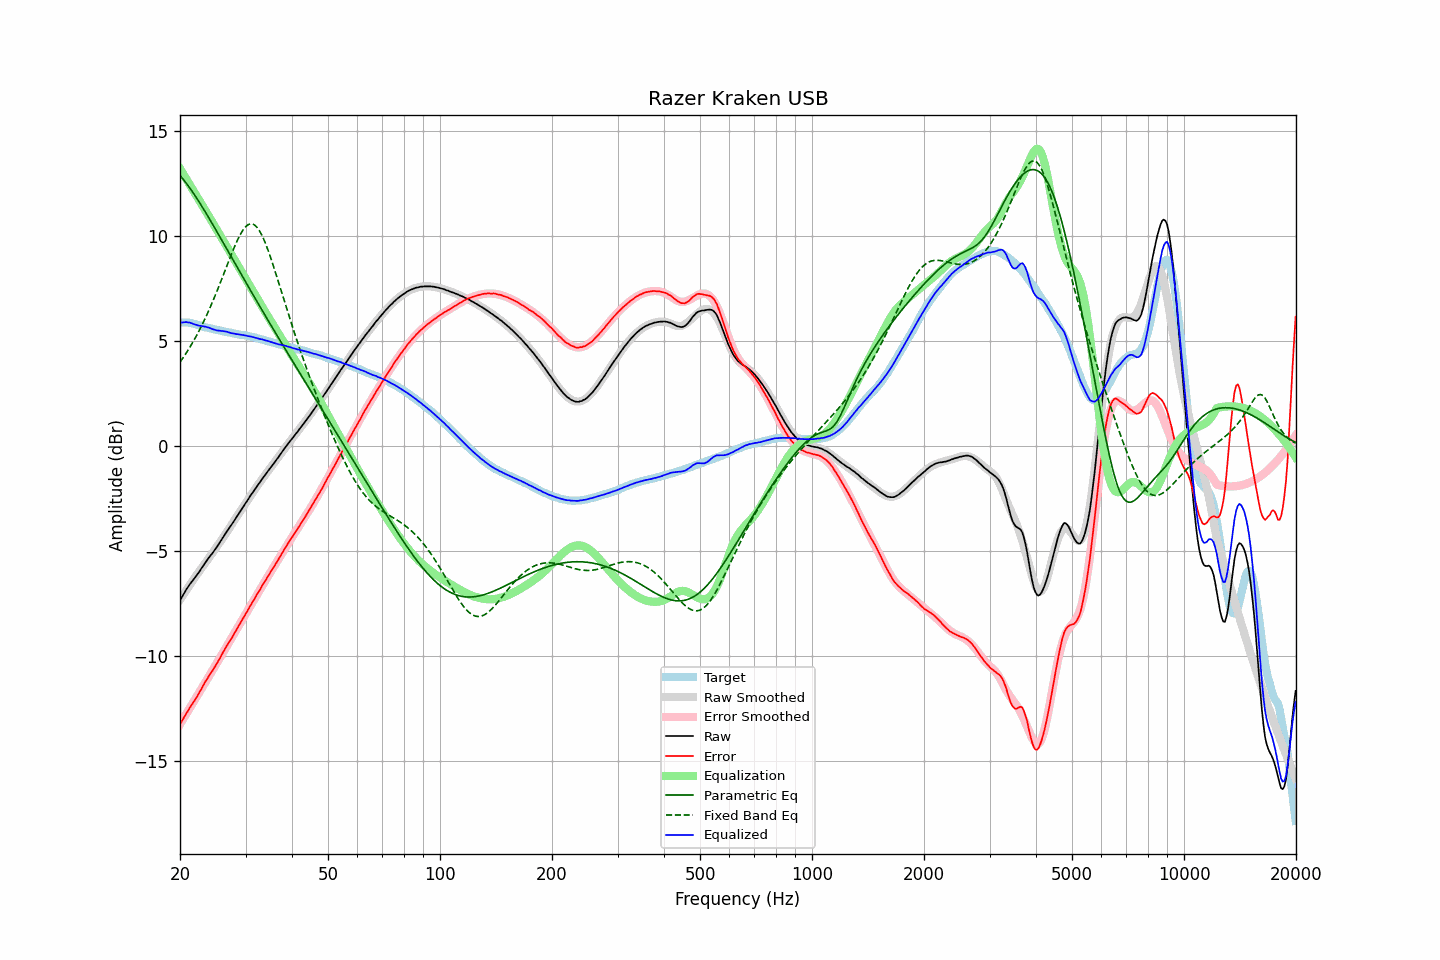 Razer Kraken USB
15
10
5
0
−5
−10
−15
Amplitude (dBr)
Target
Raw Smoothed
Error Smoothed
Raw
Error
Equalization
Parametric Eq
Fixed Band Eq
Equalized
20 50 100 200 500 1000 2000 5000 10000 20000
Frequency (Hz)